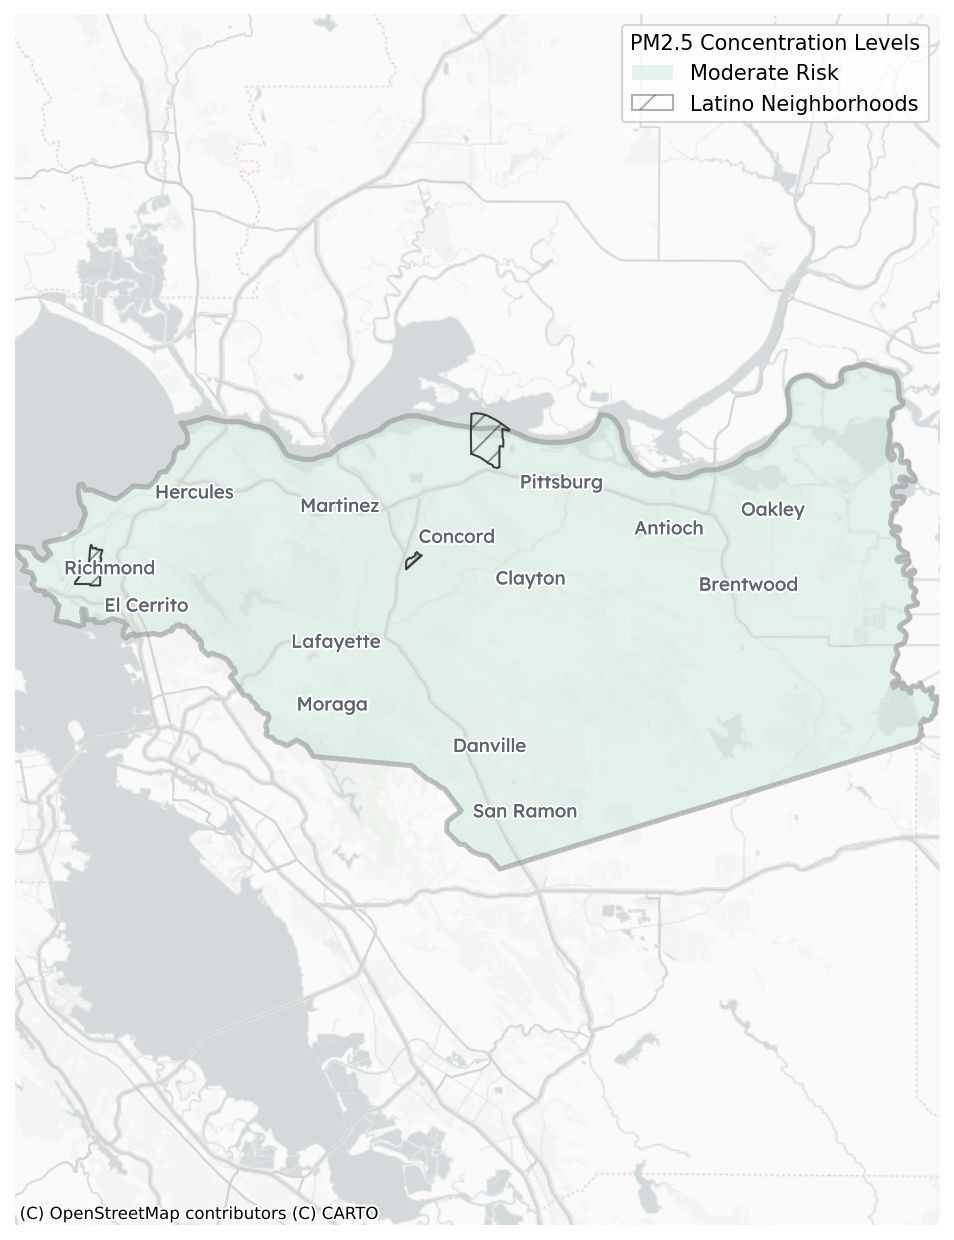 PM2.5 Concentration Levels
Moderate Risk
Latino Neighborhoods
Pittsburg
Hercules
Martinez
Oakley
Antioch
Concord
Richmond
Clayton
Brentwood
El Cerrito
Lafayette
Moraga
Danville
San Ramon
(C) OpenStreetMap contributors (C) CARTO